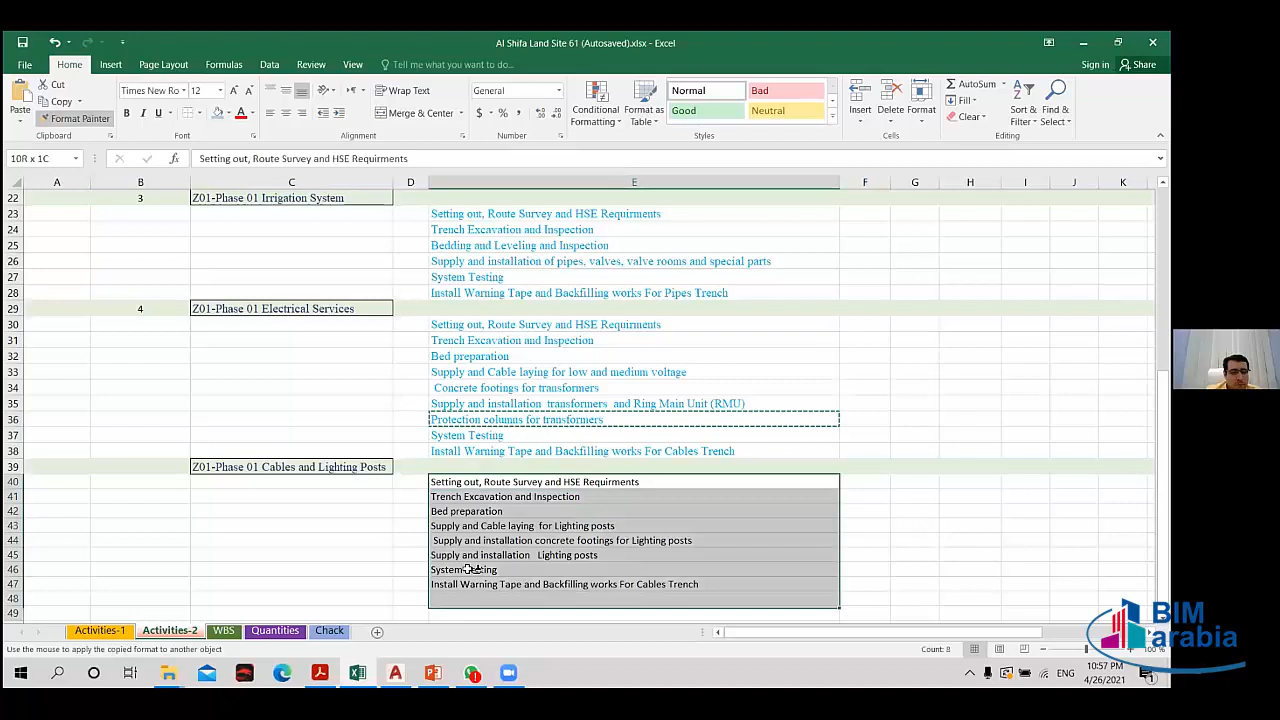 Al Shifa Land Site 61 (Autosaved).xlsx - Excel
File Home Insert Page Layout Formulas Data Review View Tell me what you want to do... Sign in Share
Paste Cut Copy Format Painter
Times New Ro 12
Wrap Text
Merge & Center
General
Conditional Formatting Format as Table
Normal Bad
Good Neutral
Insert Delete Format
AutoSum
Fill
Clear
Sort & Filter Find & Select
Clipboard Font Alignment Number Styles Cells Editing
10R x 1C fx Setting out, Route Survey and HSE Requirments
A B C D E F G H I J K
22 3 Z01-Phase 01 Irrigation System
23 Setting out, Route Survey and HSE Requirments
24 Trench Excavation and Inspection
25 Bedding and Leveling and Inspection
26 Supply and installation of pipes, valves, valve rooms and special parts
27 System Testing
28 Install Warning Tape and Backfilling works For Pipes Trench
29 4 Z01-Phase 01 Electrical Services
30 Setting out, Route Survey and HSE Requirments
31 Trench Excavation and Inspection
32 Bed preparation
33 Supply and Cable laying for low and medium voltage
34 Concrete footings for transformers
35 Supply and installation transformers and Ring Main Unit (RMU)
36 Protection columns for transformers
37 System Testing
38 Install Warning Tape and Backfilling works For Cables Trench
39 Z01-Phase 01 Cables and Lighting Posts
40 Setting out, Route Survey and HSE Requirments
41 Trench Excavation and Inspection
42 Bed preparation
43 Supply and Cable laying for Lighting posts
44 Supply and installation concrete footings for Lighting posts
45 Supply and installation Lighting posts
46 System Testing
47 Install Warning Tape and Backfilling works For Cables Trench
48
49
Activities-1 Activities-2 WBS Quantities Chack
Use the mouse to apply the copied format to another object Count: 8 100 %
BIM
arabia
ENG 10:57 PM
4/26/2021